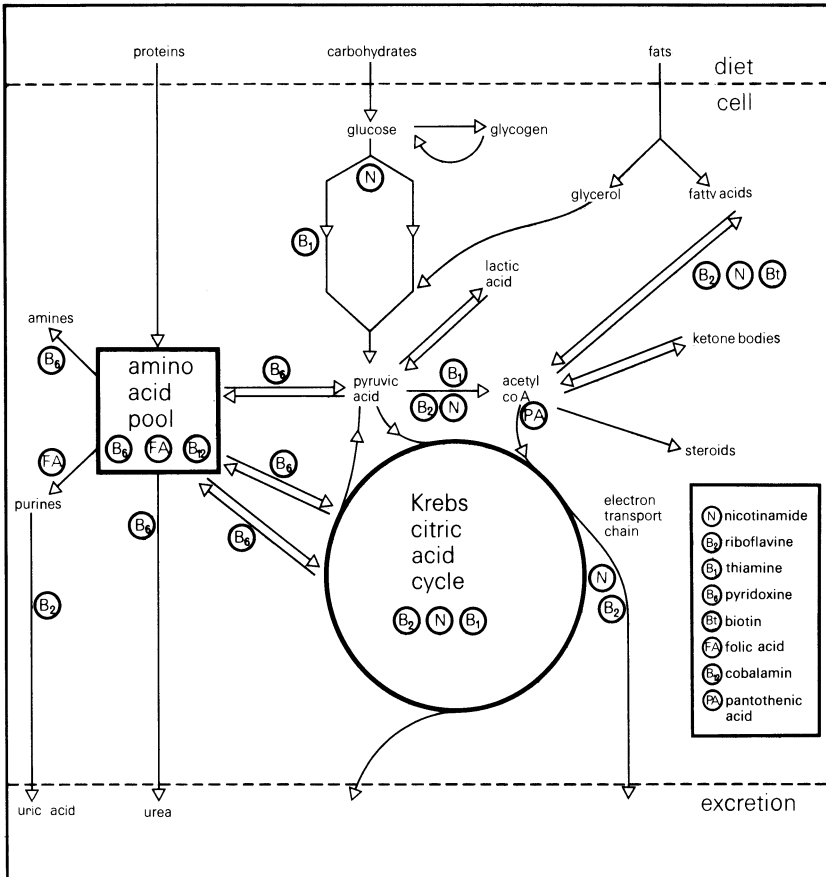 proteins
carbohydrates
fats
diet
cell
glucose
glycogen
N
glycerol
fatty acids
B₁
lactic
acid
B₂ N Bt
amines
B₆
ketone bodies
amino
acid
pool
B₆ FA B₁₂
B₆
pyruvic
acid
B₁
B₂ N
acetyl
co A
PA
steroids
FA
purines
B₆
B₆
B₆
B₂
Krebs
citric
acid
cycle
B₂ N B₁
electron
transport
chain
N
B₂
N nicotinamide
B₂ riboflavine
B₁ thiamine
B₆ pyridoxine
Bt biotin
FA folic acid
B₁₂ cobalamin
PA pantothenic
acid
uric acid
urea
excretion